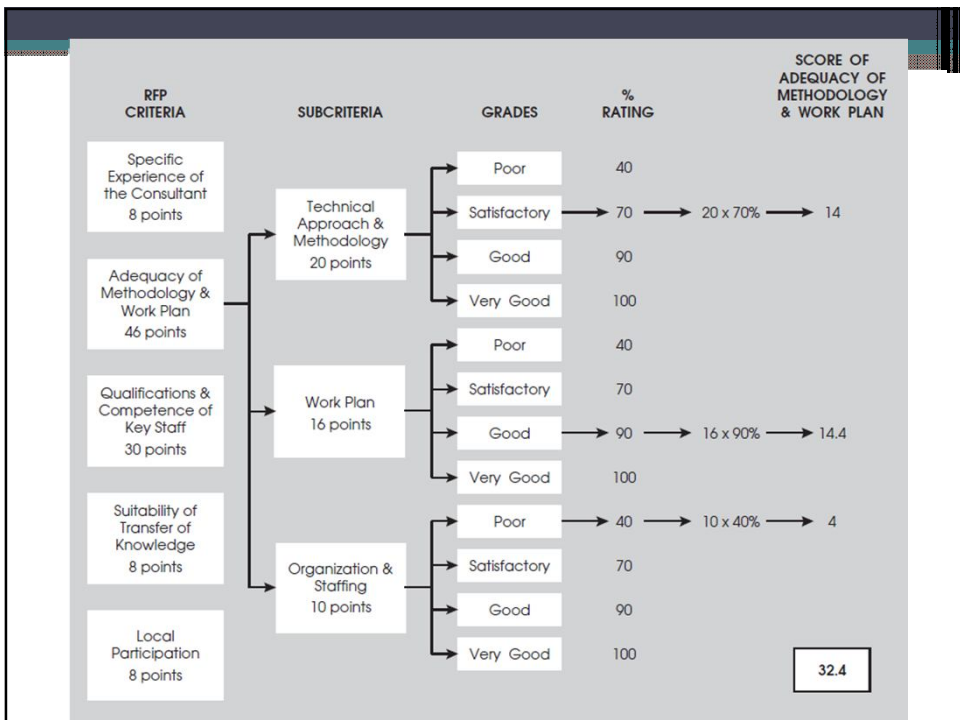 RFP
CRITERIA
SUBCRITERIA
GRADES
%
RATING
SCORE OF
ADEQUACY OF
METHODOLOGY
& WORK PLAN
Specific
Experience of
the Consultant
8 points
Adequacy of
Methodology &
Work Plan
46 points
Qualifications &
Competence of
Key Staff
30 points
Suitability of
Transfer of
Knowledge
8 points
Local
Participation
8 points
Technical
Approach &
Methodology
20 points
Poor 40
Satisfactory 70 20 x 70% 14
Good 90
Very Good 100
Work Plan
16 points
Poor 40
Satisfactory 70
Good 90 16 x 90% 14.4
Very Good 100
Organization &
Staffing
10 points
Poor 40 10 x 40% 4
Satisfactory 70
Good 90
Very Good 100
32.4